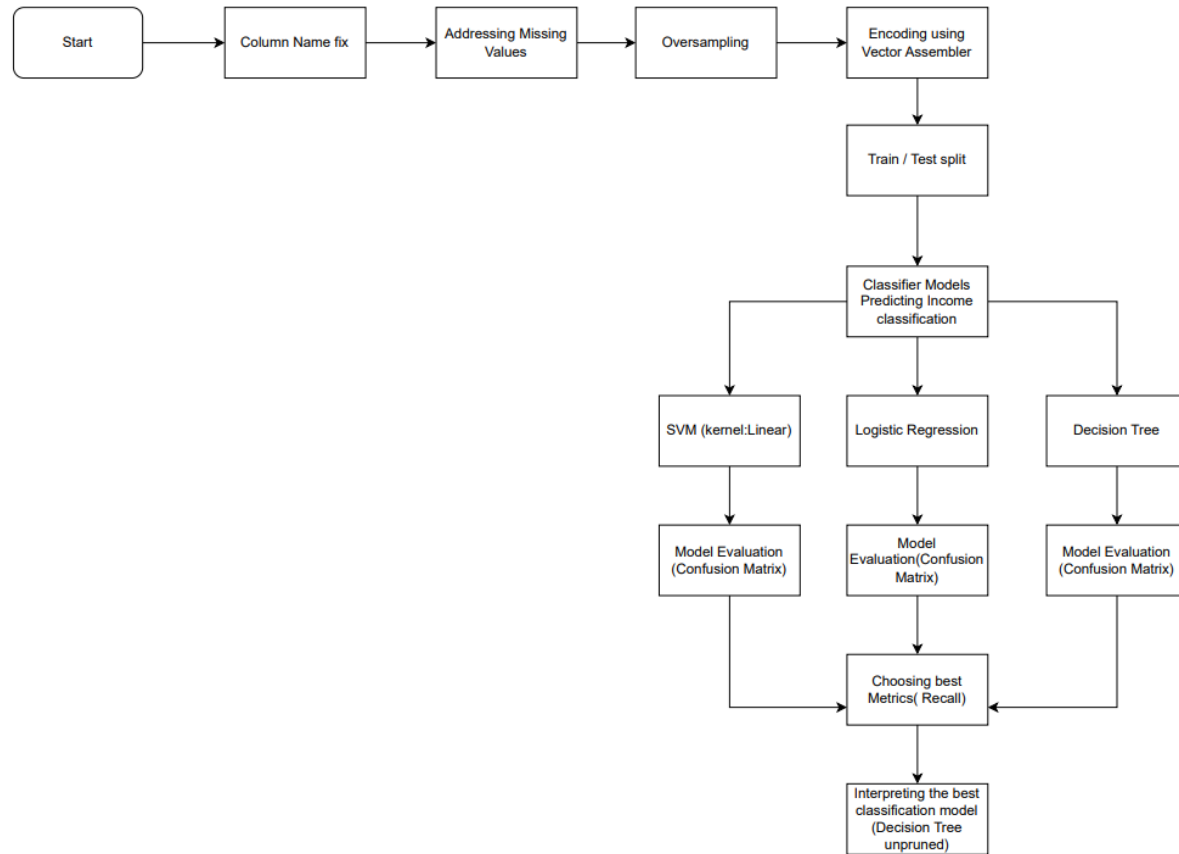 Start
Column Name fix
Addressing Missing
Values
Oversampling
Encoding using
Vector Assembler
Train / Test split
Classifier Models
Predicting Income
classification
SVM (kernel:Linear)
Logistic Regression
Decision Tree
Model Evaluation
(Confusion Matrix)
Model
Evaluation(Confusion
Matrix)
Model Evaluation
(Confusion Matrix)
Choosing best
Metrics( Recall)
Interpreting the best
classification model
(Decision Tree
unpruned)